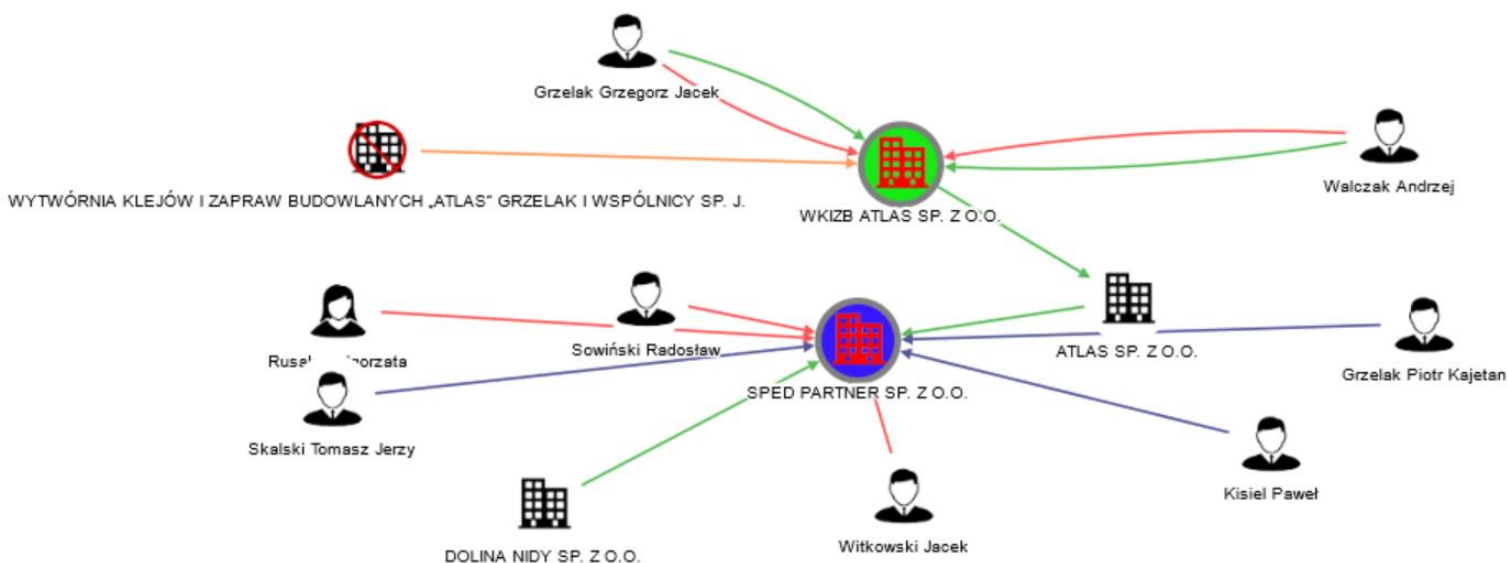 Grzelak Grzegorz Jacek
WYTWÓRNIA KLEJÓW I ZAPRAW BUDOWLANYCH „ATLAS” GRZELAK I WSPÓLNICY SP. J.
WKIZB ATLAS SP. Z O.O.
Walczak Andrzej
Sowiński Radosław
ATLAS SP. Z O.O.
Grzelak Piotr Kajetan
SPED PARTNER SP. Z O.O.
Skalski Tomasz Jerzy
Kisiel Paweł
DOLINA NIDY SP. Z O.O.
Witkowski Jacek